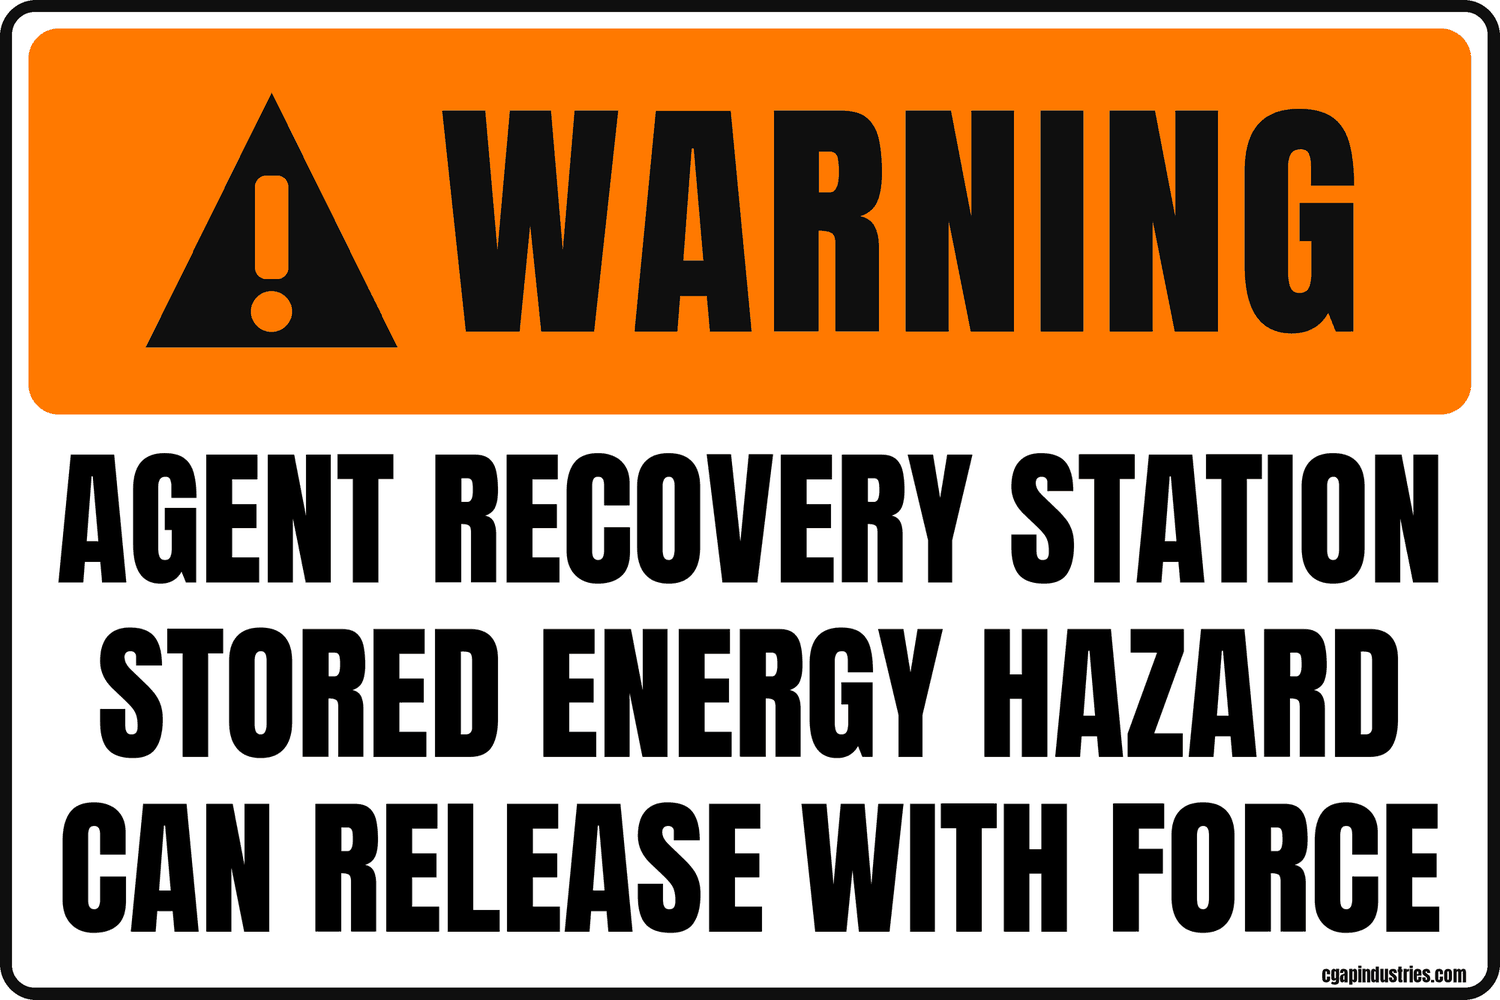 WARNING
AGENT RECOVERY STATION
STORED ENERGY HAZARD
CAN RELEASE WITH FORCE
cgapindustries.com